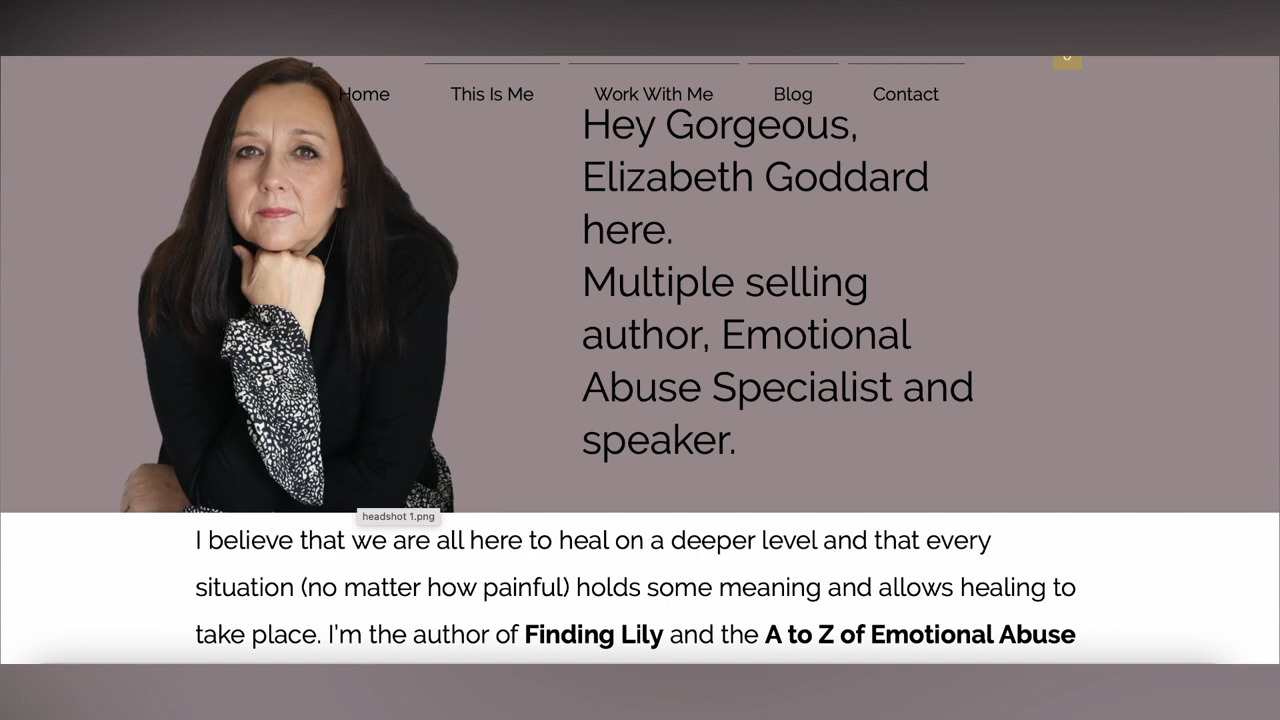 Home This Is Me Work With Me Blog Contact
Hey Gorgeous,
Elizabeth Goddard
here.
Multiple selling
author, Emotional
Abuse Specialist and
speaker.
headshot 1.png
I believe that we are all here to heal on a deeper level and that every
situation (no matter how painful) holds some meaning and allows healing to
take place. I'm the author of Finding Lily and the A to Z of Emotional Abuse